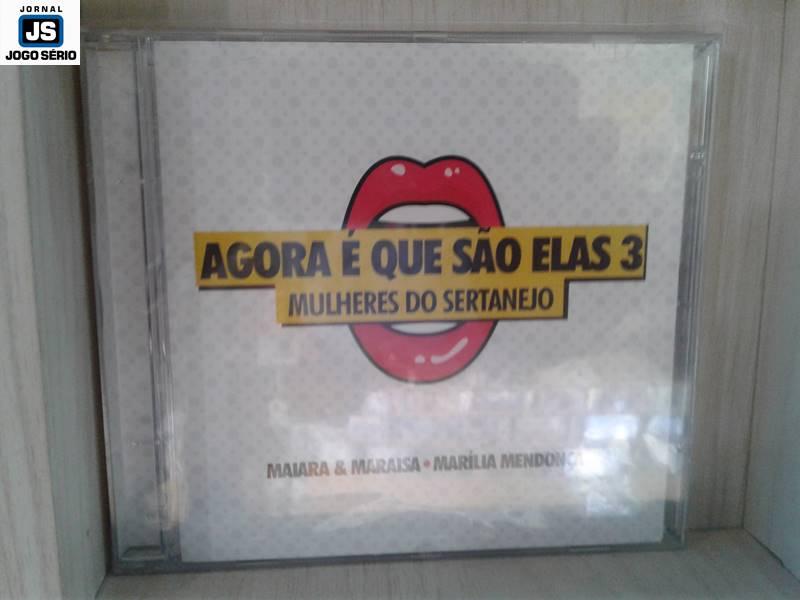 JORNAL
JS
JOGO SÉRIO
AGORA É QUE SÃO ELAS 3
MULHERES DO SERTANEJO
MAIARA & MARAISA • MARÍLIA MENDONÇA